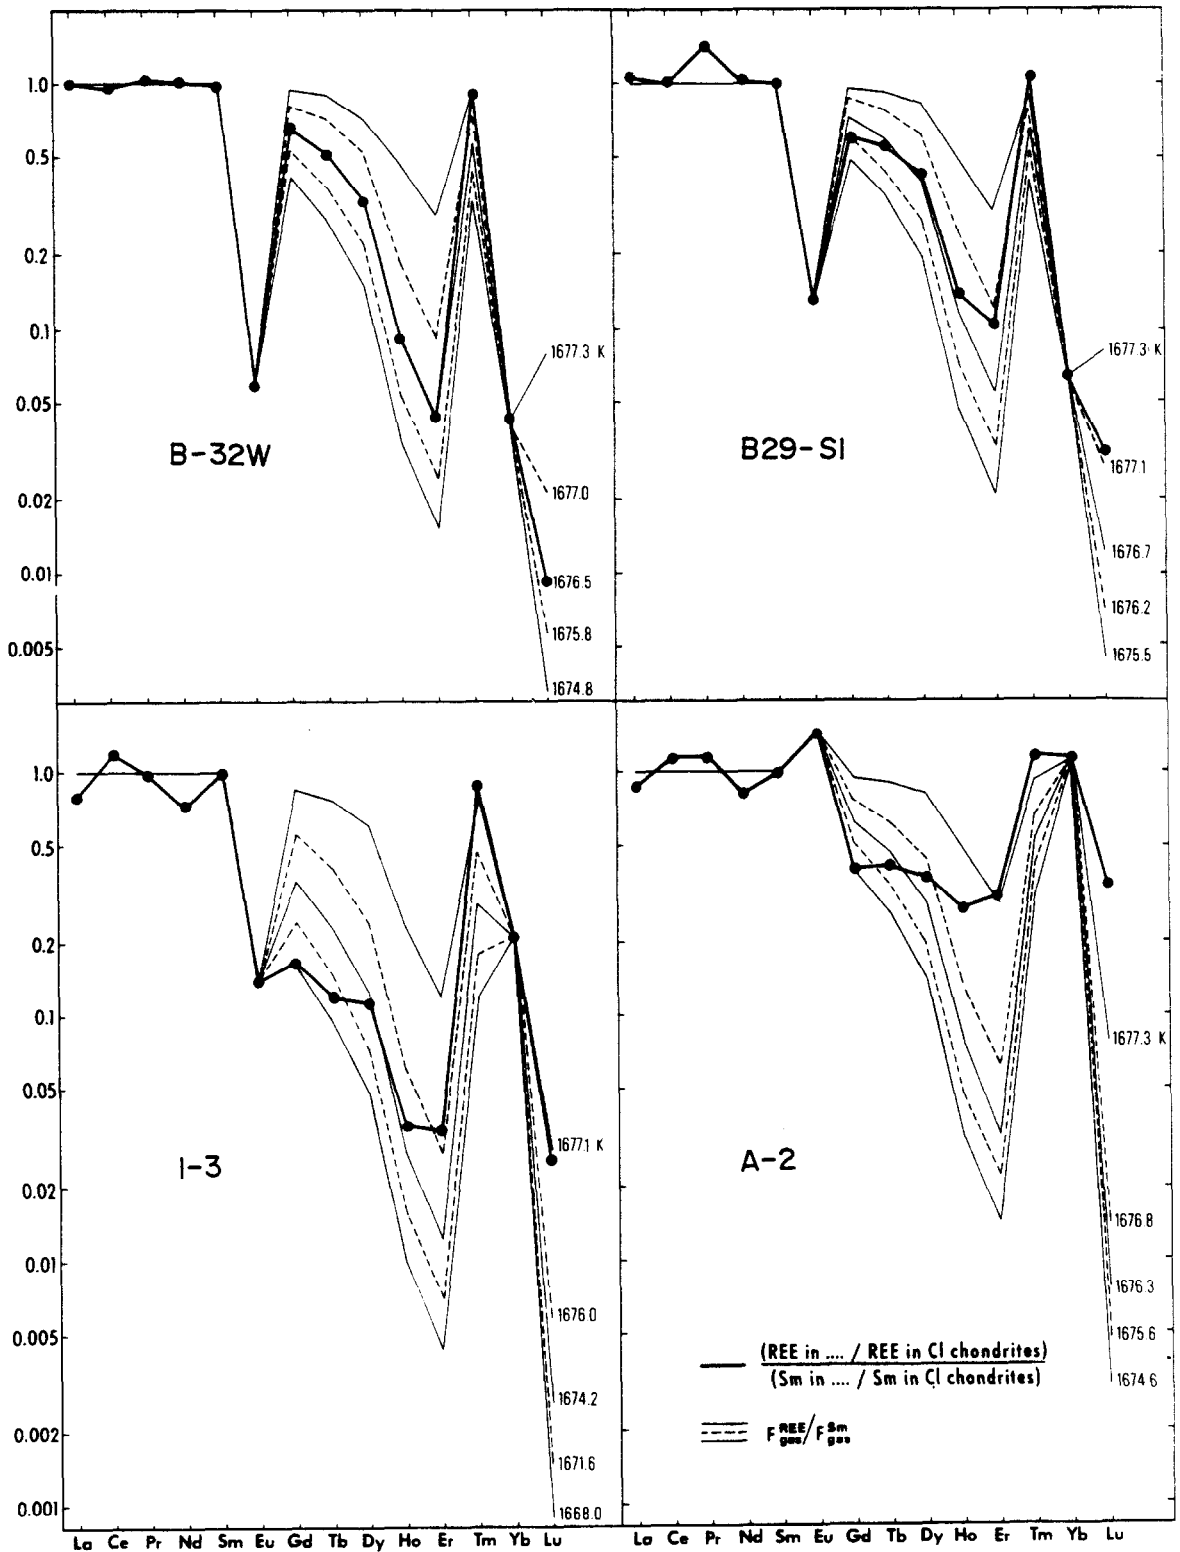 1.0
0.5
0.2
0.1
0.05
0.02
0.01
0.005
B-32W
1677.3 K
1677.0
1676.5
1675.8
1674.8
B29-SI
1677.3 K
1677.1
1676.7
1676.2
1675.5
1.0
0.5
0.2
0.1
0.05
0.02
0.01
0.005
0.002
0.001
I-3
1677.1 K
1676.0
1674.2
1671.6
1668.0
A-2
1677.3 K
1676.8
1676.3
1675.6
1674.6
(REE in .... / REE in Cl chondrites)
(Sm in .... / Sm in Cl chondrites)
F REE gas / F Sm gas
La Ce Pr Nd Sm Eu Gd Tb Dy Ho Er Tm Yb Lu
La Ce Pr Nd Sm Eu Gd Tb Dy Ho Er Tm Yb Lu